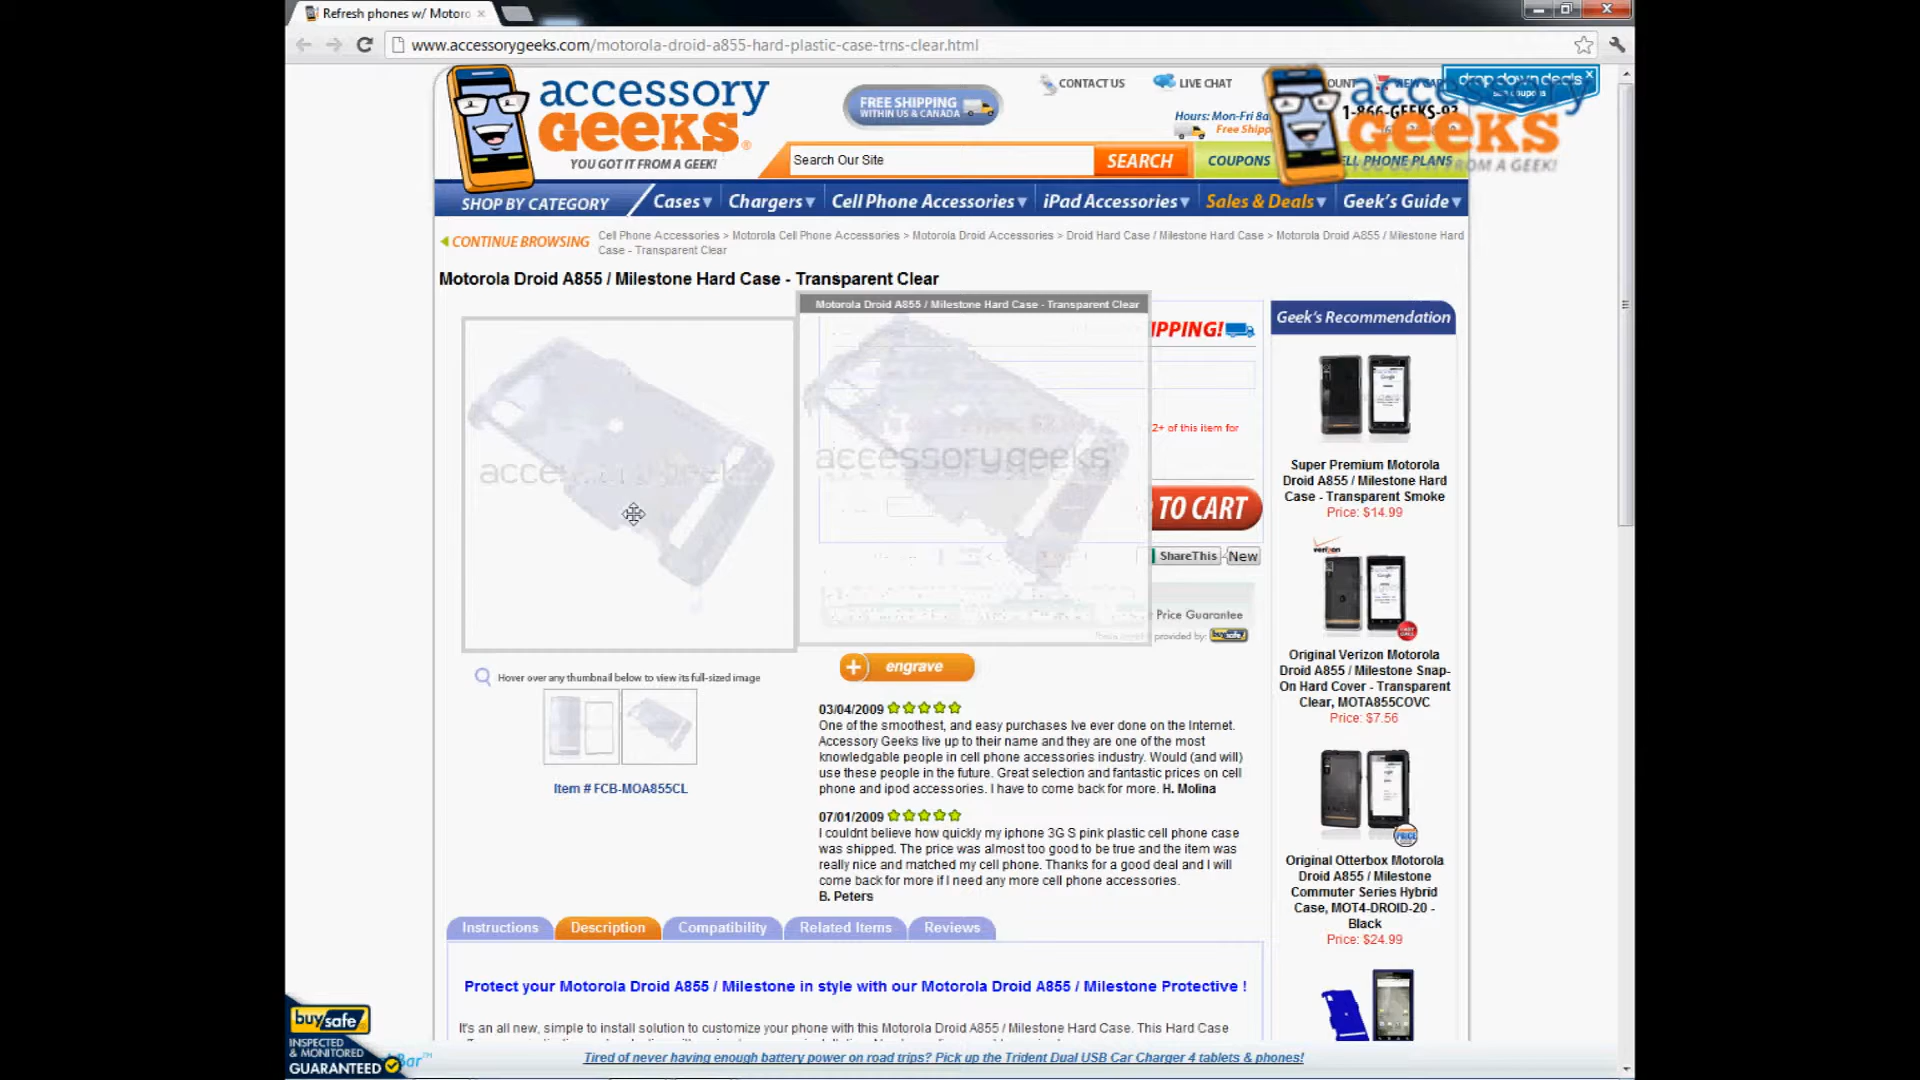 Refresh phones w/ Motoro
www.accessorygeeks.com/motorola-droid-a855-hard-plastic-case-trns-clear.html
accessory
GEEKS®
YOU GOT IT FROM A GEEK!
FREE SHIPPING
WITHIN US & CANADA
CONTACT US
LIVE CHAT
drop down deals
see coupons
Hours: Mon-Fri 8a
1-866-GEEKS-93
Free Shipp
accessory
GEEKS
YOU GOT IT FROM A GEEK!
Search Our Site
SEARCH
COUPONS
ELL PHONE PLANS
SHOP BY CATEGORY
Cases
Chargers
Cell Phone Accessories
iPad Accessories
Sales & Deals
Geek's Guide
CONTINUE BROWSING
Cell Phone Accessories > Motorola Cell Phone Accessories > Motorola Droid Accessories > Droid Hard Case / Milestone Hard Case > Motorola Droid A855 / Milestone Hard
Case - Transparent Clear
Motorola Droid A855 / Milestone Hard Case - Transparent Clear
Motorola Droid A855 / Milestone Hard Case - Transparent Clear
IPPING!
2+ of this item for
accessorygeeks
TO CART
ShareThis
New
Price Guarantee
provided by: buySAFE
Hover over any thumbnail below to view its full-sized image
Item # FCB-MOA855CL
engrave
03/04/2009
One of the smoothest, and easy purchases Ive ever done on the Internet.
Accessory Geeks live up to their name and they are one of the most
knowledgable people in cell phone accessories industry. Would (and will)
use these people in the future. Great selection and fantastic prices on cell
phone and ipod accessories. I have to come back for more. H. Molina
07/01/2009
I couldnt believe how quickly my iphone 3G S pink plastic cell phone case
was shipped. The price was almost too good to be true and the item was
really nice and matched my cell phone. Thanks for a good deal and I will
come back for more if I need any more cell phone accessories.
B. Peters
Geek's Recommendation
Super Premium Motorola
Droid A855 / Milestone Hard
Case - Transparent Smoke
Price: $14.99
verizon
Original Verizon Motorola
Droid A855 / Milestone Snap-
On Hard Cover - Transparent
Clear, MOTA855COVC
Price: $7.56
Original Otterbox Motorola
Droid A855 / Milestone
Commuter Series Hybrid
Case, MOT4-DROID-20 -
Black
Price: $24.99
Instructions
Description
Compatibility
Related Items
Reviews
Protect your Motorola Droid A855 / Milestone in style with our Motorola Droid A855 / Milestone Protective !
It's an all new, simple to install solution to customize your phone with this Motorola Droid A855 / Milestone Hard Case. This Hard Case
buySAFE
INSPECTED
& MONITORED
GUARANTEED
Bar™
Tired of never having enough battery power on road trips? Pick up the Trident Dual USB Car Charger 4 tablets & phones!